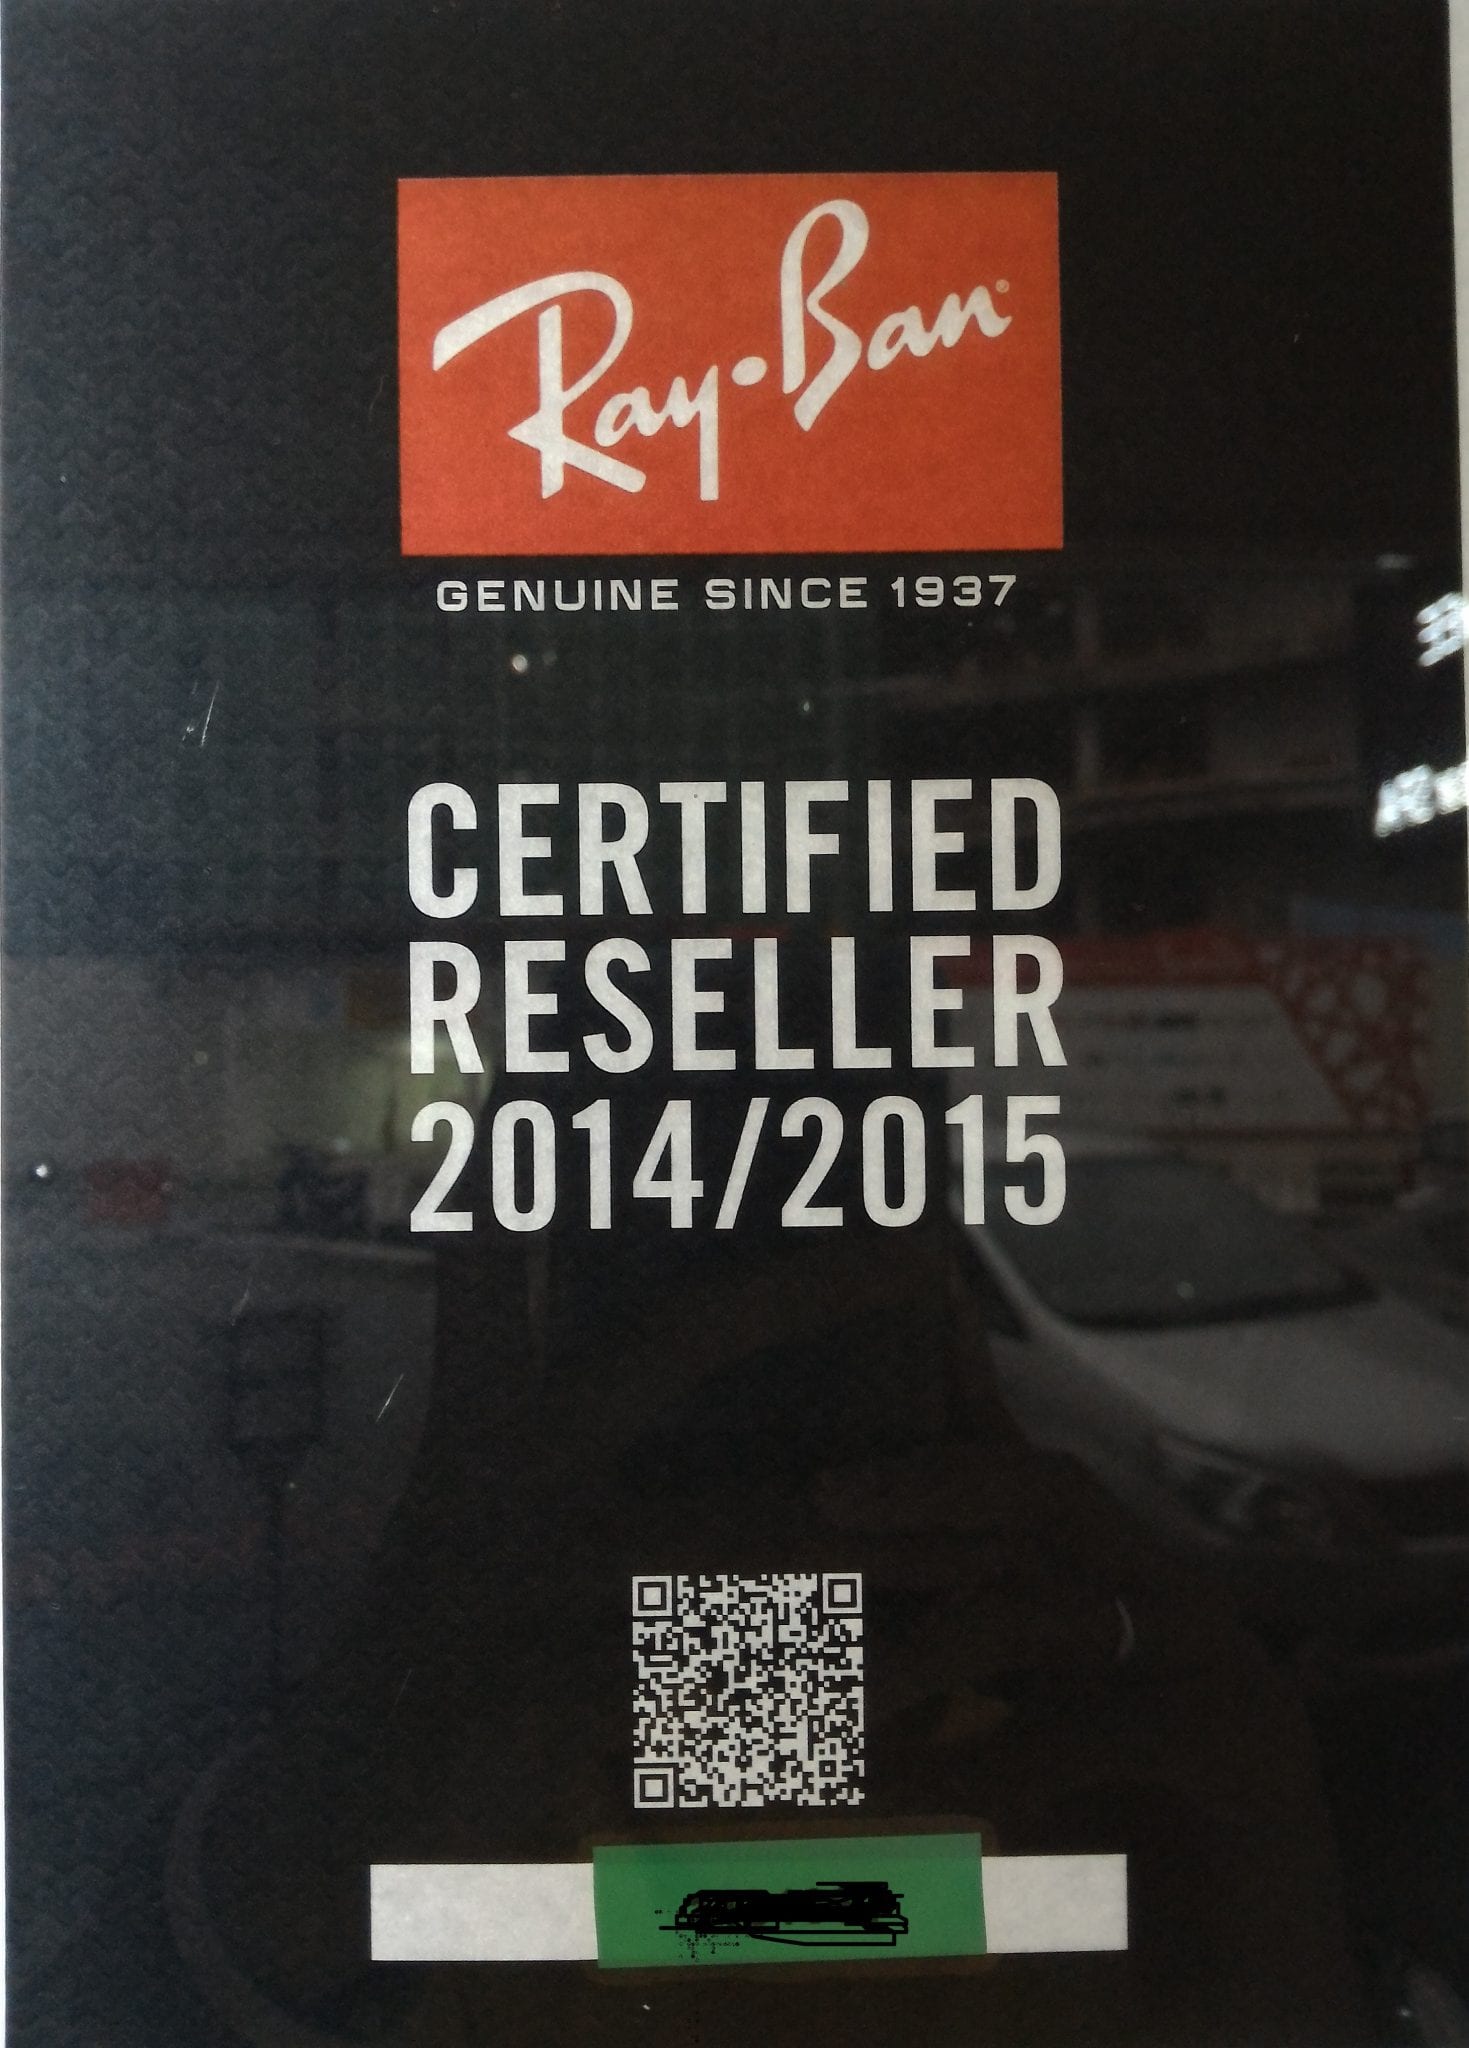 Ray-Ban®
GENUINE SINCE 1937
CERTIFIED
RESELLER
2014/2015